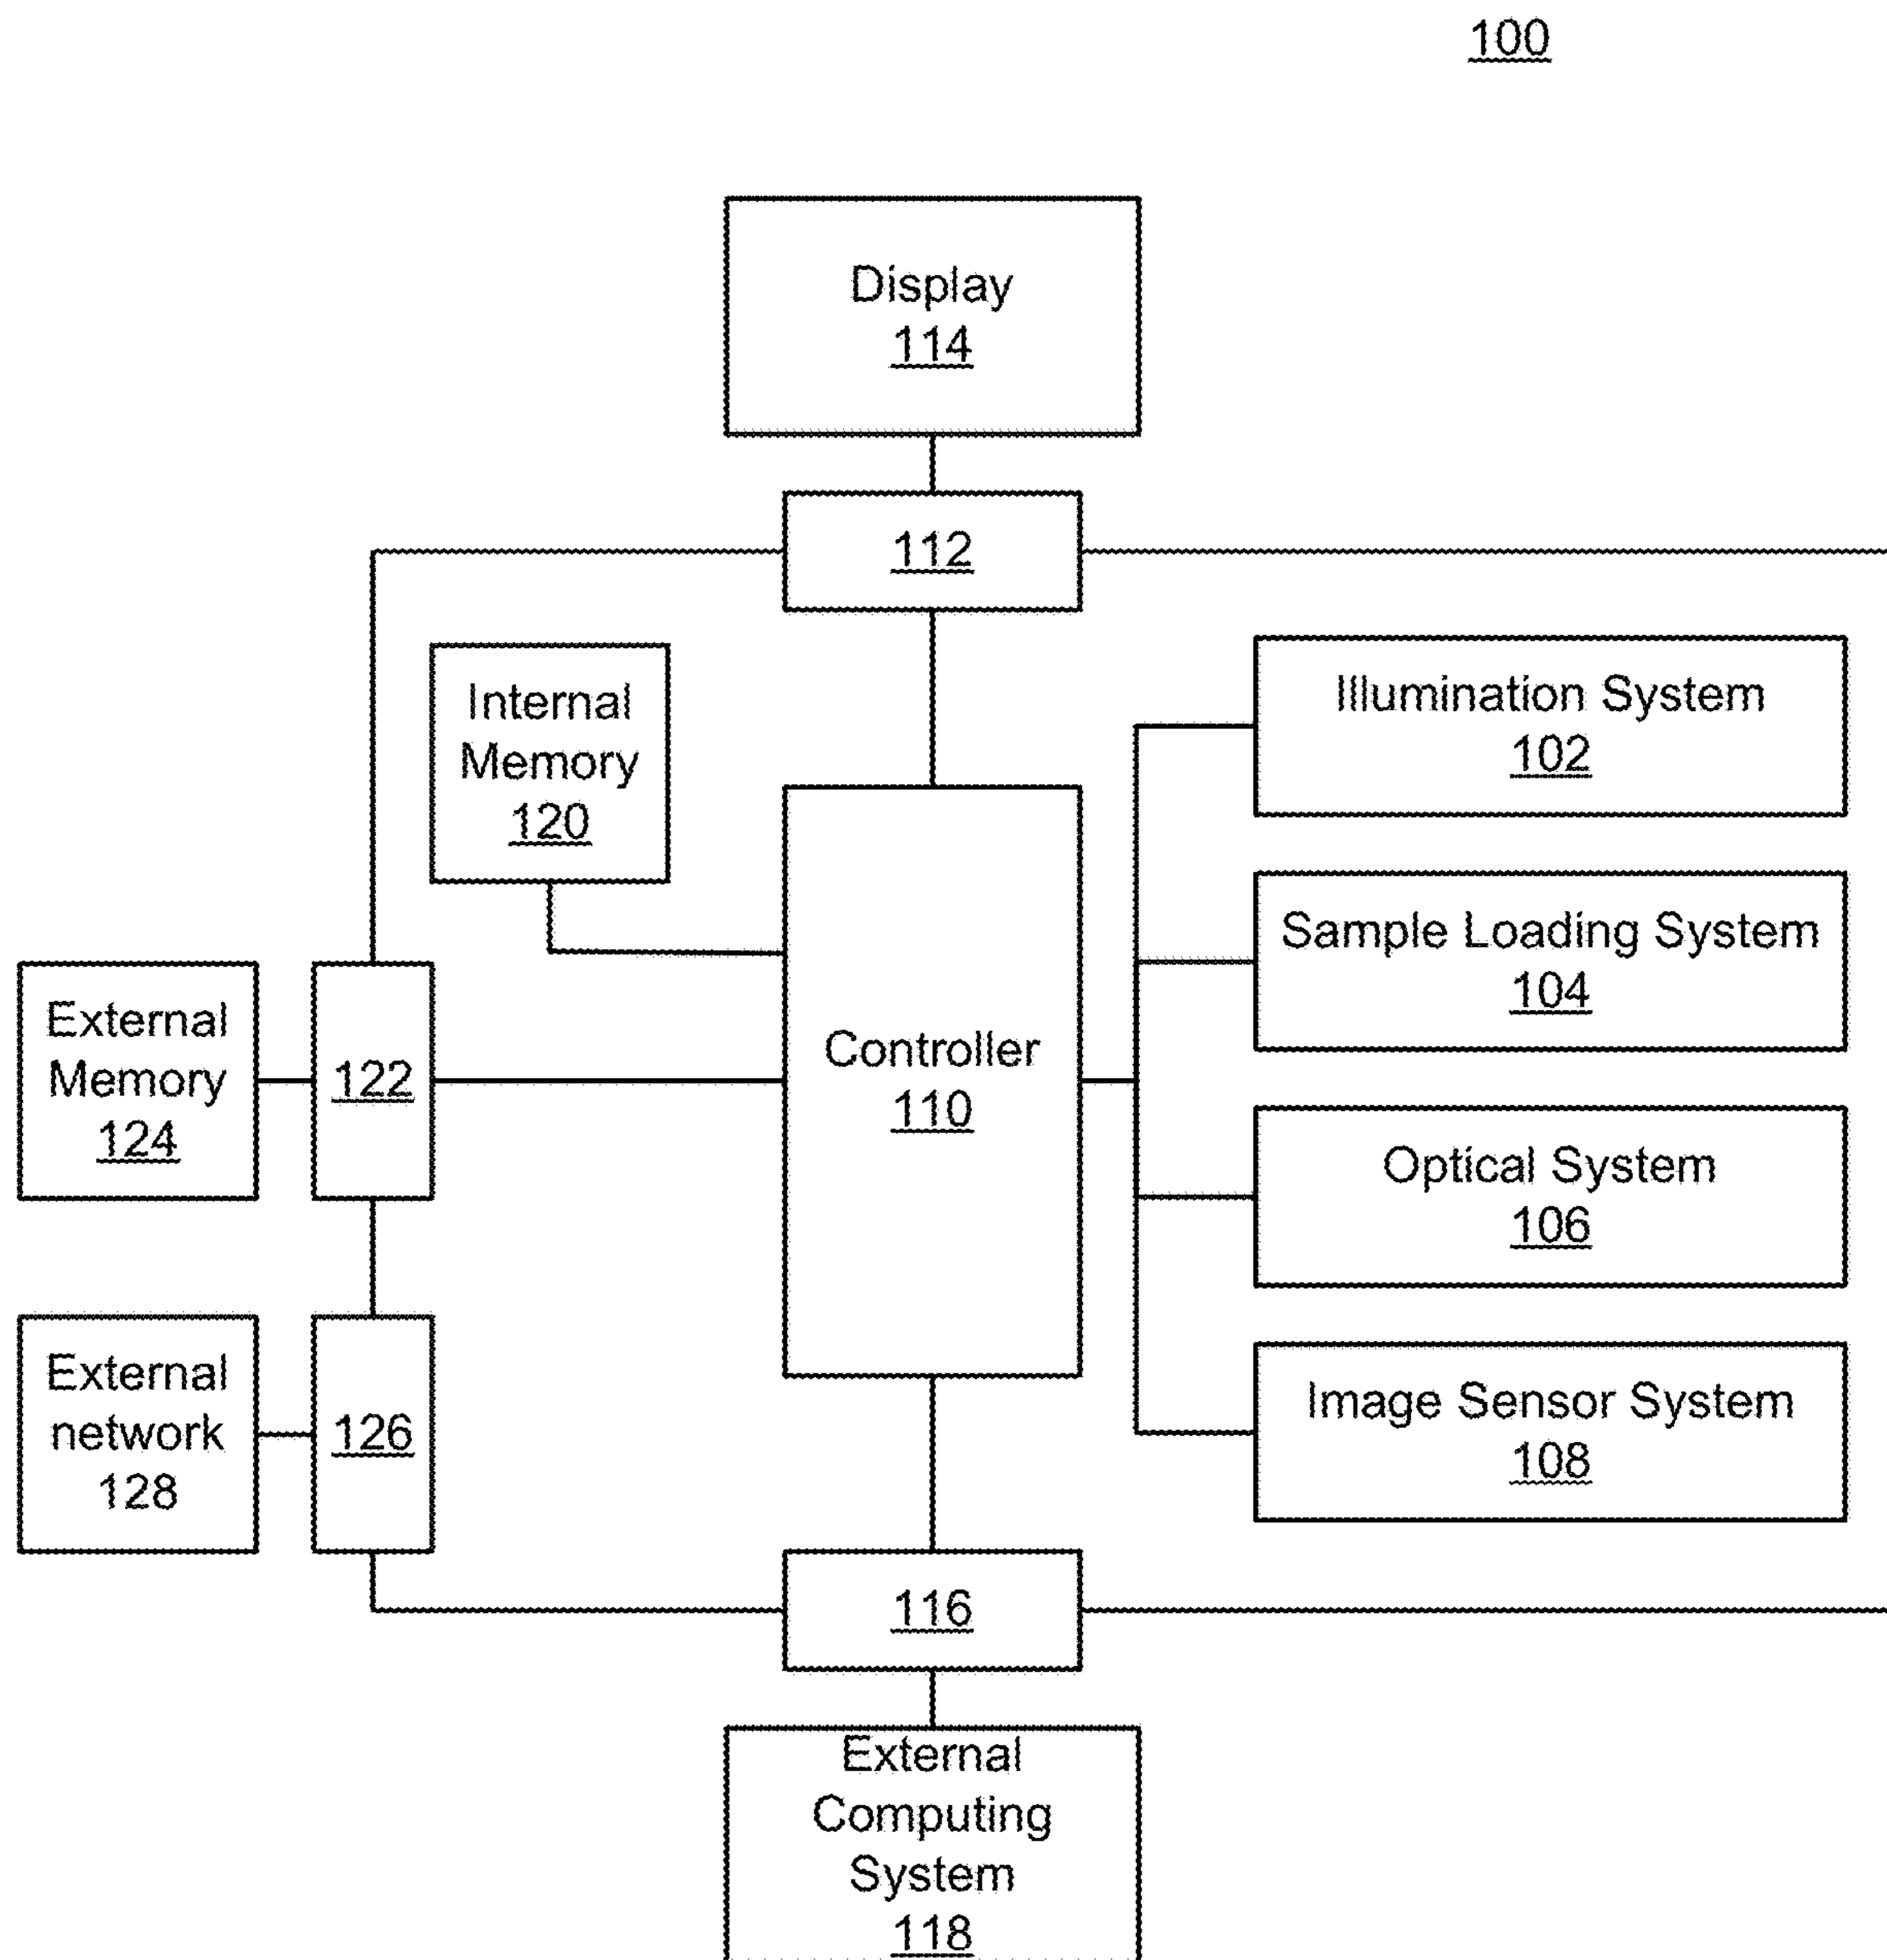 100
Display
114
112
Internal
Memory
120
Illumination System
102
Sample Loading System
104
External
Memory
124
122
Controller
110
Optical System
106
External
network
128
126
Image Sensor System
108
116
External
Computing
System
118